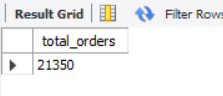 Result Grid Filter Rows
total_orders
21350